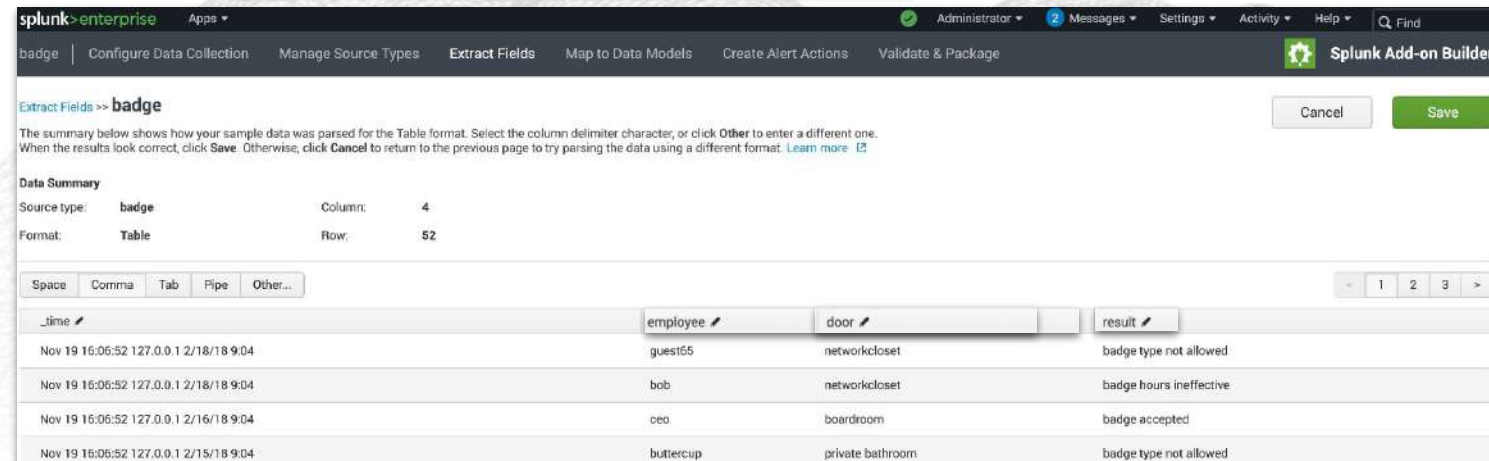 splunk>enterprise Apps Administrator 2 Messages Settings Activity Help Find
badge | Configure Data Collection Manage Source Types Extract Fields Map to Data Models Create Alert Actions Validate & Package Splunk Add-on Builder
Extract Fields >> badge Cancel Save
The summary below shows how your sample data was parsed for the Table format. Select the column delimiter character, or click Other to enter a different one.
When the results look correct, click Save. Otherwise, click Cancel to return to the previous page to try parsing the data using a different format. Learn more
Data Summary
Source type: badge Column: 4
Format: Table Row: 52
Space Comma Tab Pipe Other... < 1 2 3 >
_time employee door result
Nov 19 16:06:52 127.0.0.1 2/18/18 9:04 guest65 networkcloset badge type not allowed
Nov 19 16:06:52 127.0.0.1 2/18/18 9:04 bob networkcloset badge hours ineffective
Nov 19 16:06:52 127.0.0.1 2/16/18 9:04 ceo boardroom badge accepted
Nov 19 16:06:52 127.0.0.1 2/15/18 9:04 buttercup private bathroom badge type not allowed